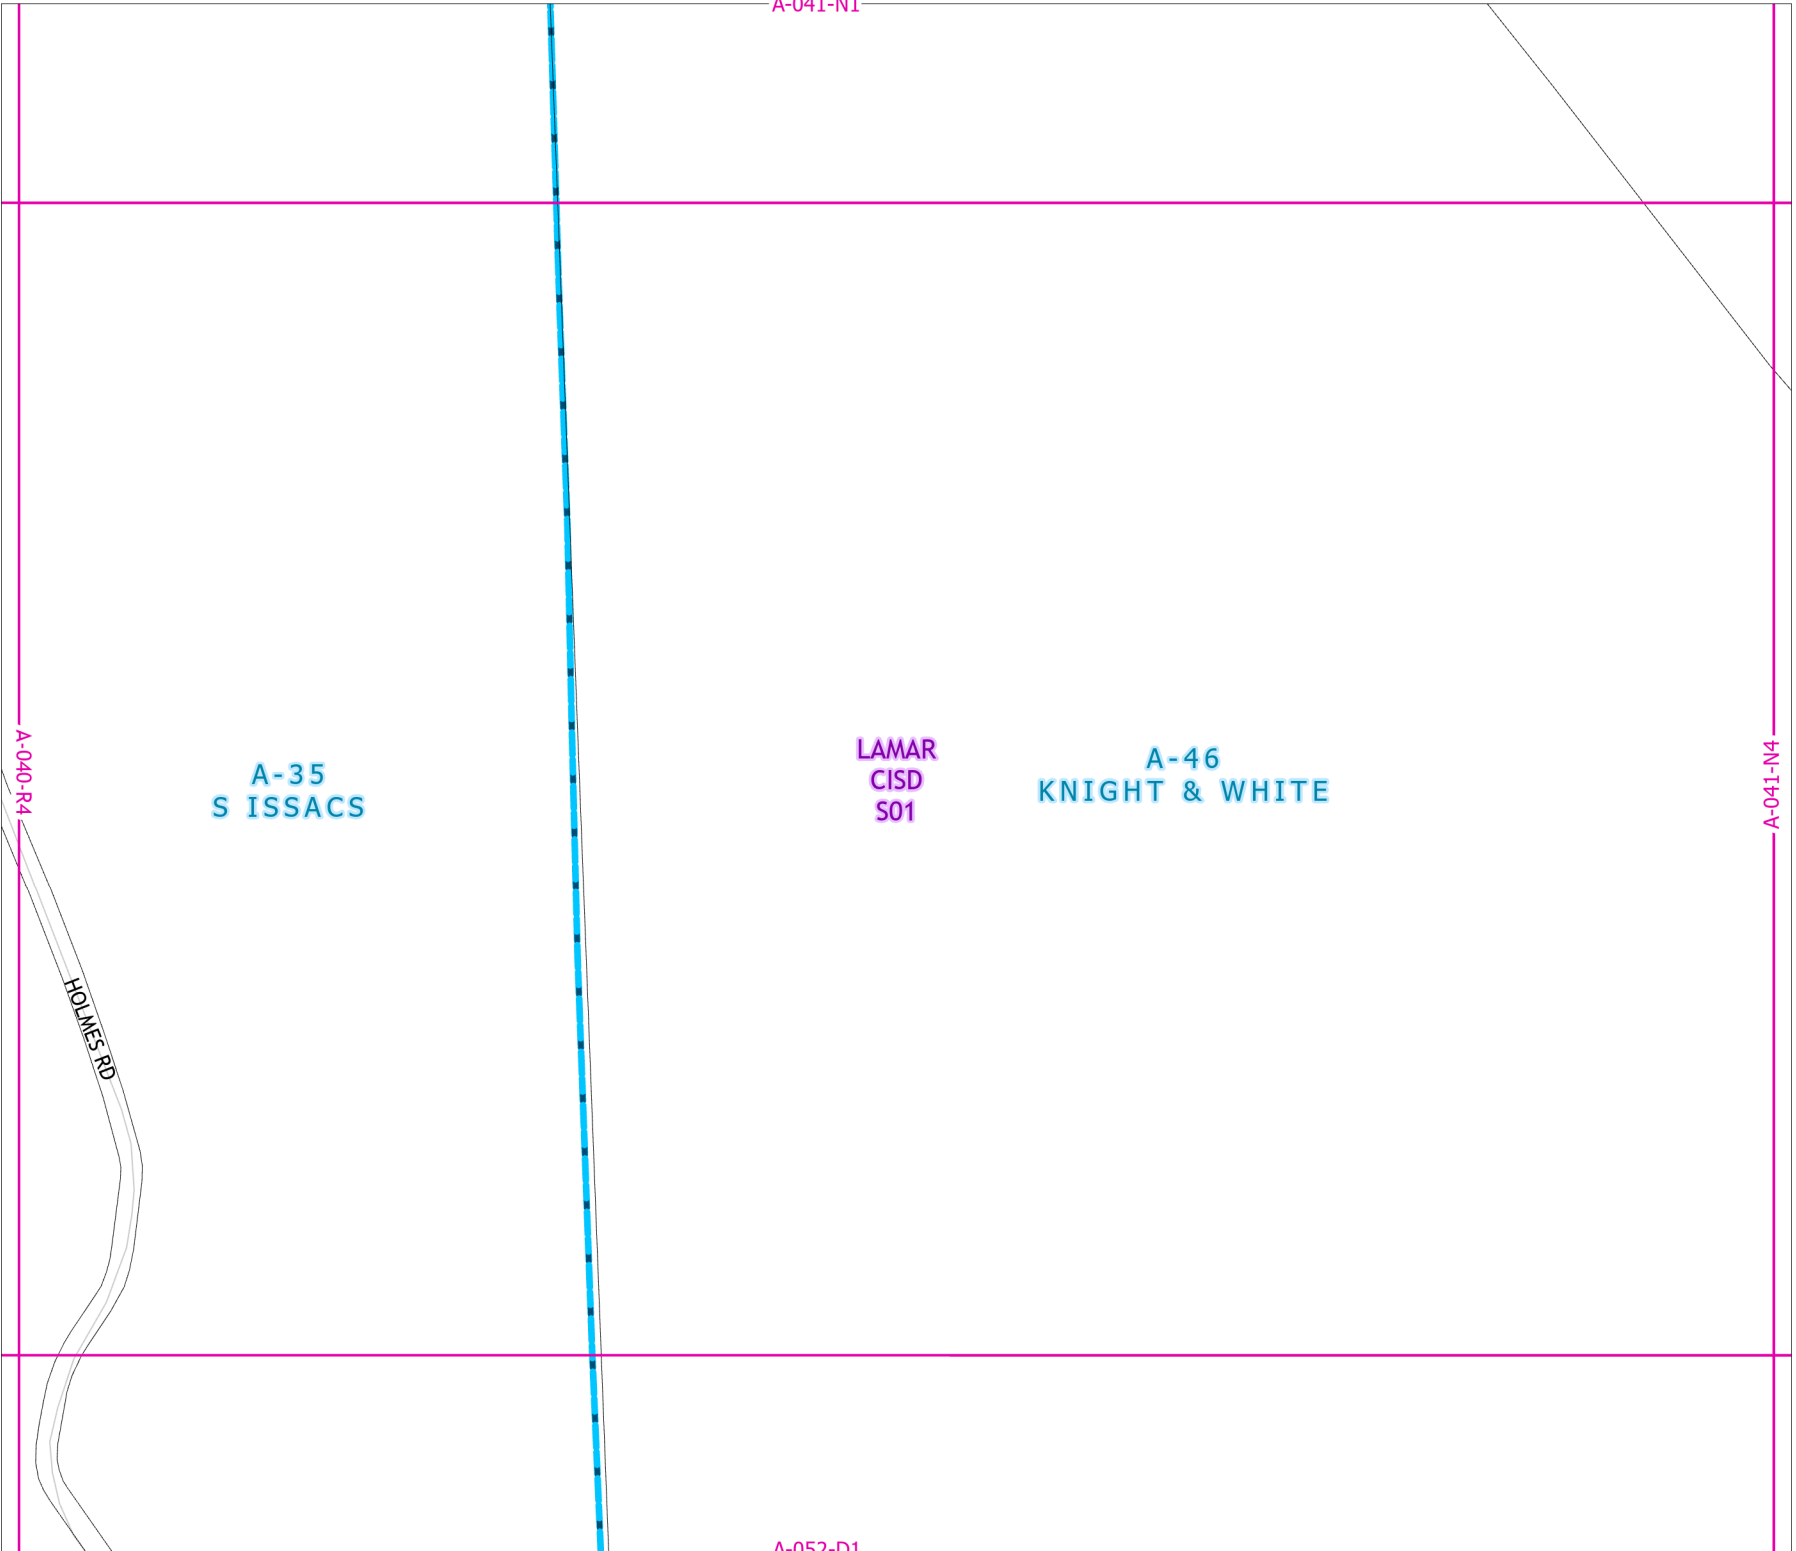 A-041-N1
A-040-R4
A-35
S ISSACS
LAMAR
CISD
S01
A-46
KNIGHT & WHITE
A-041-N4
HOLMES RD
A-052-D1